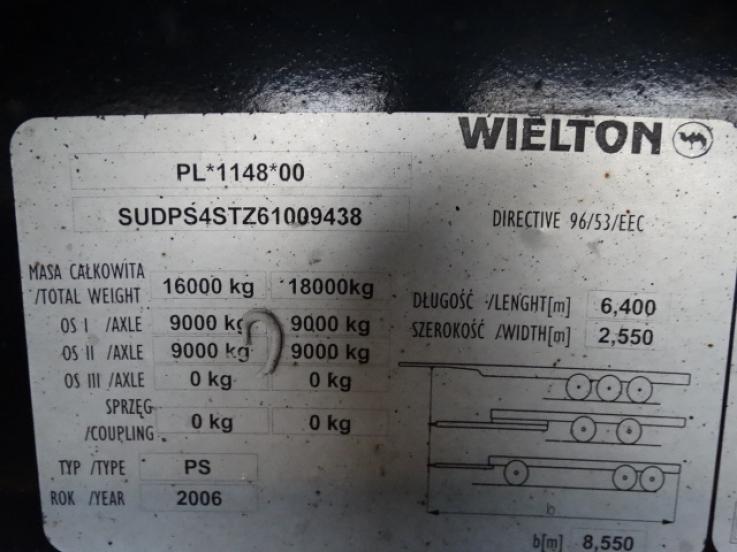 WIELTON
PL*1148*00
SUDPS4STZ61009438
DIRECTIVE 96/53/EEC
MASA CAŁKOWITA
/TOTAL WEIGHT 16000 kg 18000kg
OS I /AXLE 9000 kg 9000 kg
OS II /AXLE 9000 kg 9000 kg
OS III /AXLE 0 kg 0 kg
SPRZĘG
/COUPLING 0 kg 0 kg
TYP /TYPE PS
ROK /YEAR 2006
DŁUGOŚĆ /LENGHT[m] 6,400
SZEROKOŚĆ /WIDTH[m] 2,550
b
b[m] 8,550